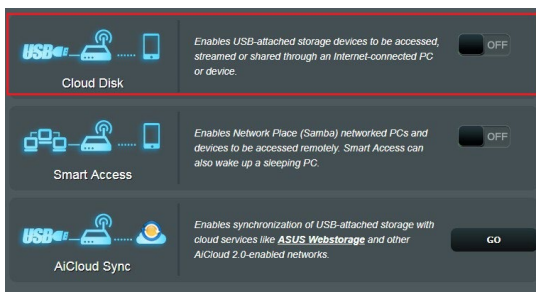 USB
Cloud Disk
Enables USB-attached storage devices to be accessed,
streamed or shared through an Internet-connected PC
or device.
OFF
Smart Access
Enables Network Place (Samba) networked PCs and
devices to be accessed remotely. Smart Access can
also wake up a sleeping PC.
OFF
USB
AiCloud Sync
Enables synchronization of USB-attached storage with
cloud services like ASUS Webstorage and other
AiCloud 2.0-enabled networks.
GO